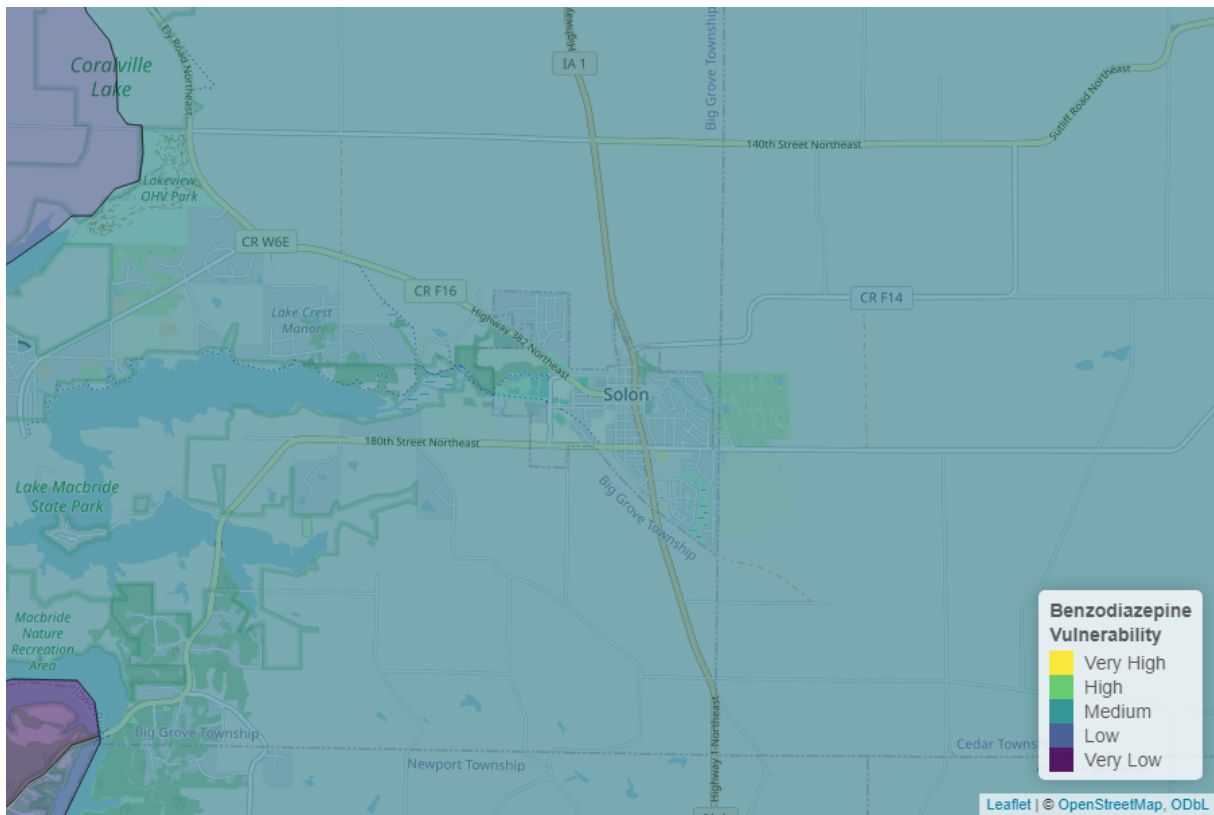 Coralville
Lake
Ely Road Northeast
Highway
IA 1
Big Grove Township
Sutliff Road Northeast
140th Street Northeast
Lakeview
OHV Park
CR W6E
CR F16
CR F14
Lake Crest
Manor
Highway 382 Northeast
Solon
180th Street Northeast
Lake Macbride
State Park
Big Grove Township
Macbride
Nature
Recreation
Area
Big Grove Township
Newport Township
Highway 1 Northeast
Cedar Towns
Benzodiazepine
Vulnerability
Very High
High
Medium
Low
Very Low
Leaflet | © OpenStreetMap, ODbL